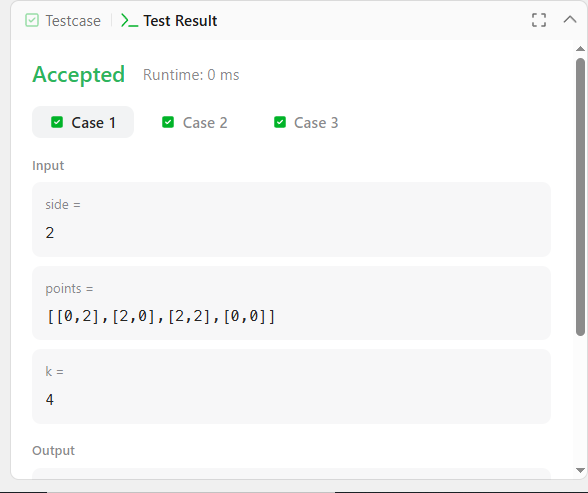 Testcase Test Result
Accepted Runtime: 0 ms
Case 1 Case 2 Case 3
Input
side =
2
points =
[[0,2],[2,0],[2,2],[0,0]]
k =
4
Output